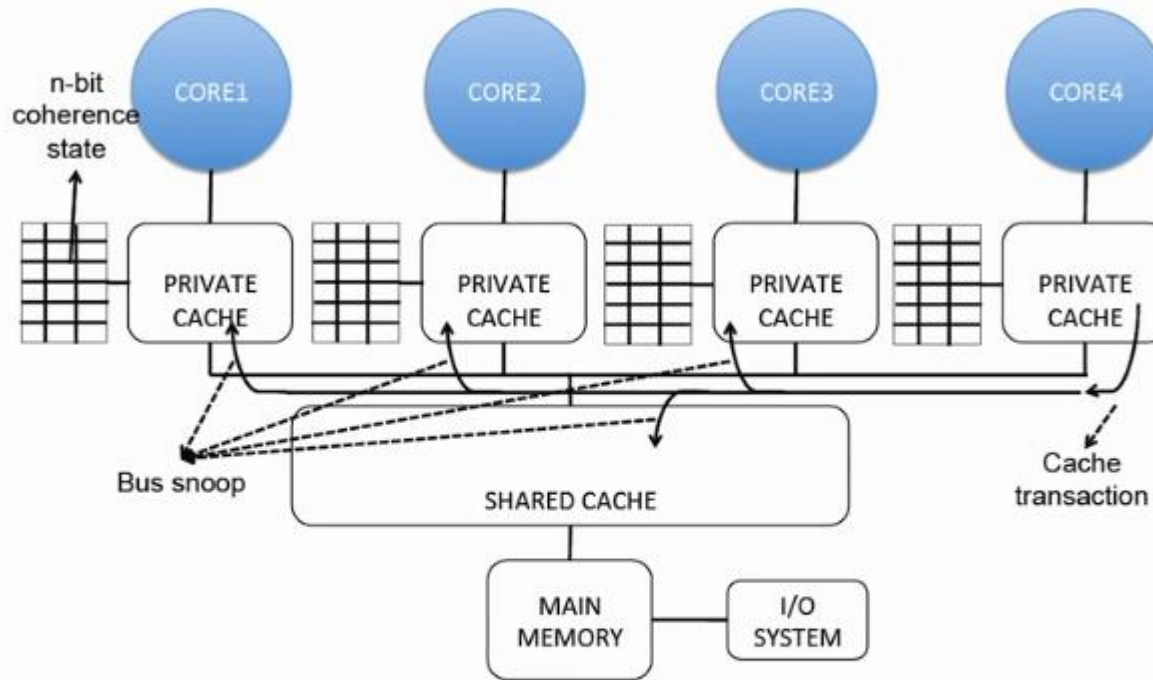 CORE1
CORE2
CORE3
CORE4
n-bit
coherence
state
PRIVATE
CACHE
PRIVATE
CACHE
PRIVATE
CACHE
PRIVATE
CACHE
Bus snoop
Cache
transaction
SHARED CACHE
MAIN
MEMORY
I/O
SYSTEM